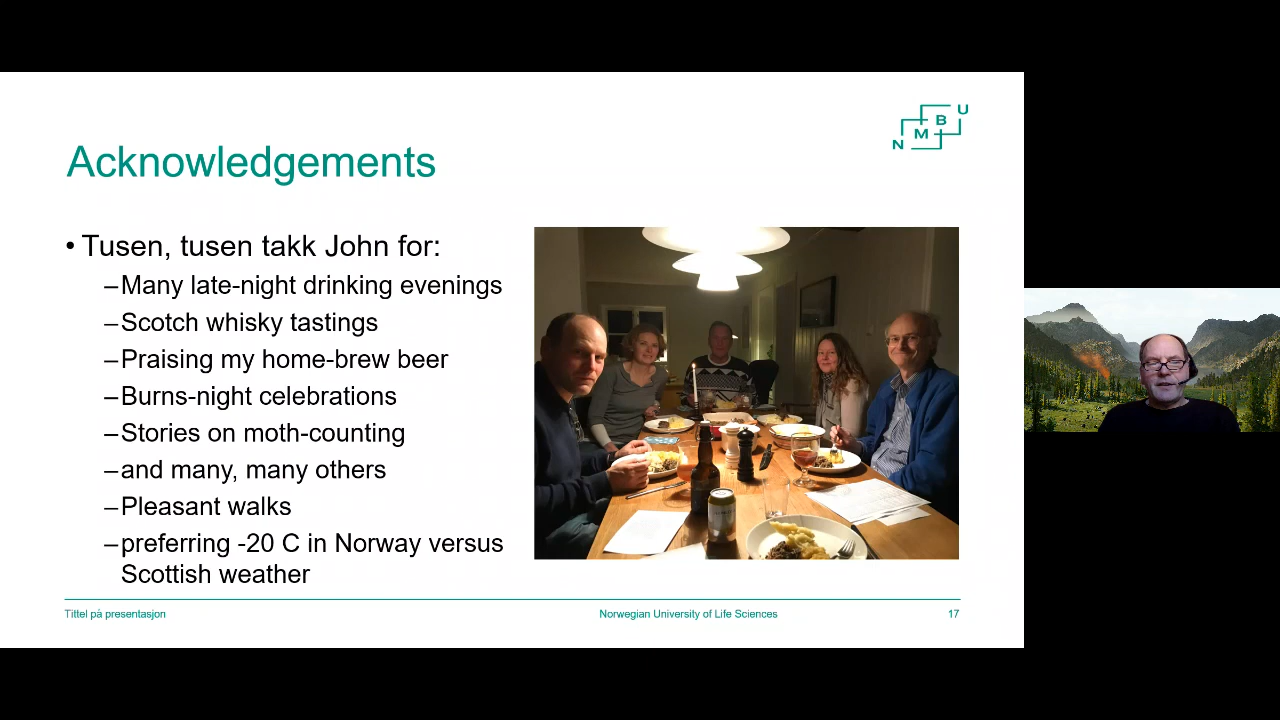 N M B U
Acknowledgements
• Tusen, tusen takk John for:
–Many late-night drinking evenings
–Scotch whisky tastings
–Praising my home-brew beer
–Burns-night celebrations
–Stories on moth-counting
–and many, many others
–Pleasant walks
–preferring -20 C in Norway versus
Scottish weather
Tittel på presentasjon
Norwegian University of Life Sciences
17